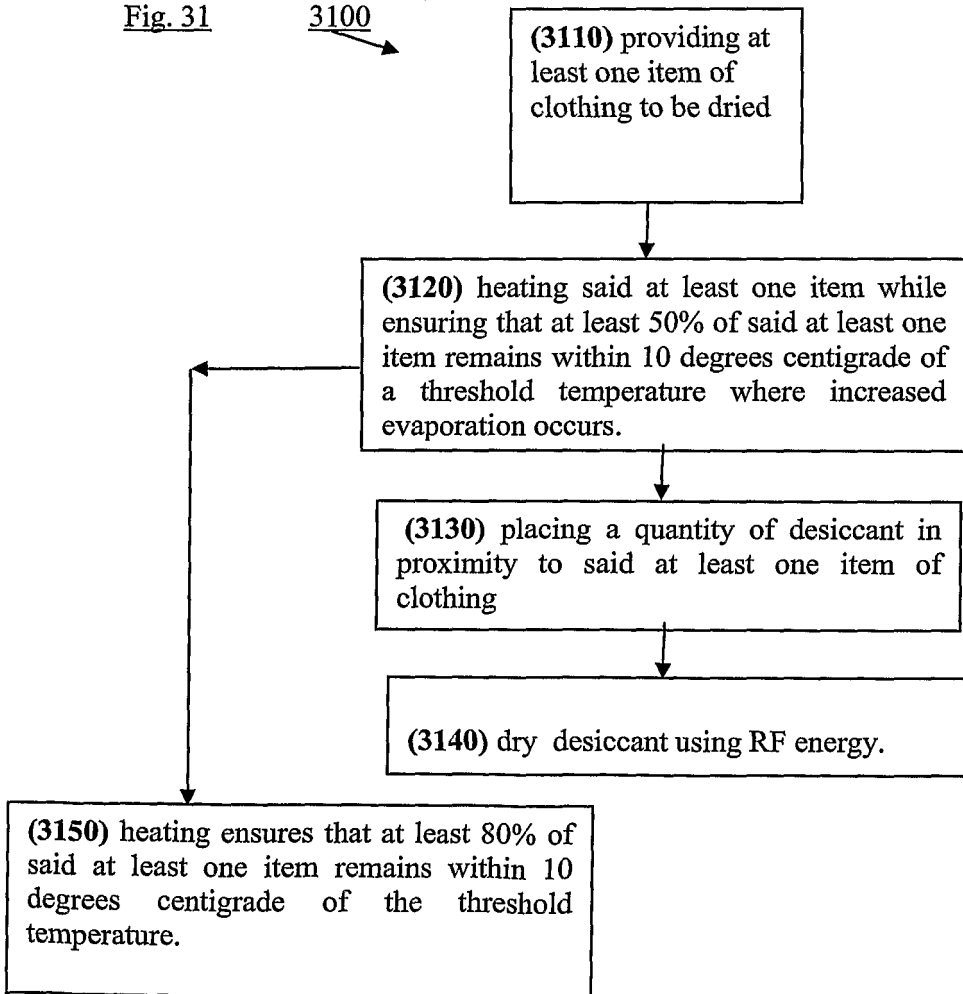 Fig. 31 3100
(3110) providing at
least one item of
clothing to be dried
(3120) heating said at least one item while
ensuring that at least 50% of said at least one
item remains within 10 degrees centigrade of
a threshold temperature where increased
evaporation occurs.
(3130) placing a quantity of desiccant in
proximity to said at least one item of
clothing
(3140) dry desiccant using RF energy.
(3150) heating ensures that at least 80% of
said at least one item remains within 10
degrees centigrade of the threshold
temperature.